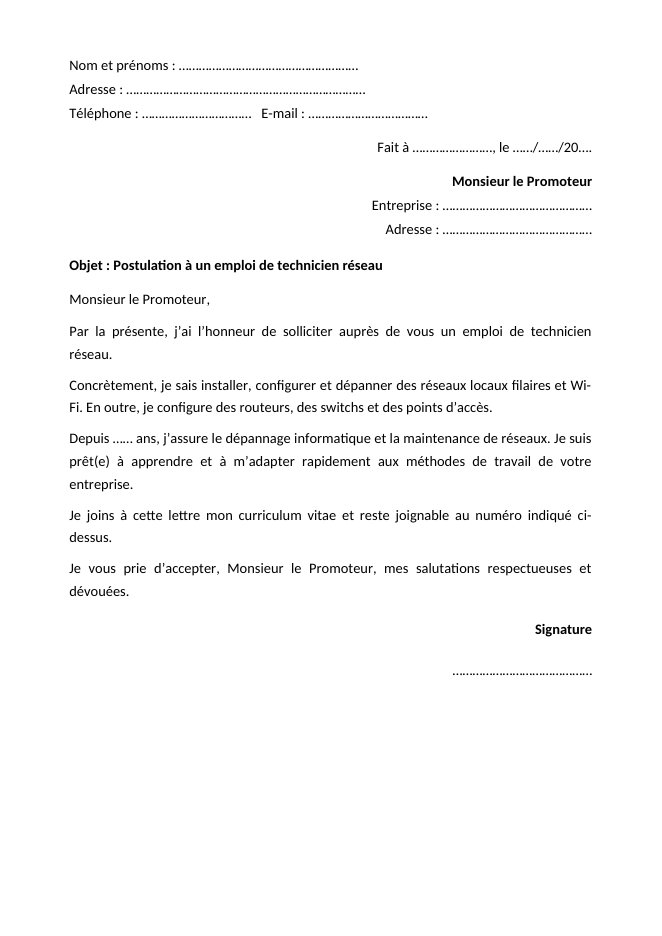 Nom et prénoms : ………………………………………………
Adresse : ………………………………………………………………
Téléphone : …………………………… E-mail : ………………………………
Fait à ……………………, le ……/……/20….
Monsieur le Promoteur
Entreprise : ………………………………………
Adresse : ………………………………………
Objet : Postulation à un emploi de technicien réseau
Monsieur le Promoteur,
Par la présente, j’ai l’honneur de solliciter auprès de vous un emploi de technicien
réseau.
Concrètement, je sais installer, configurer et dépanner des réseaux locaux filaires et Wi-
Fi. En outre, je configure des routeurs, des switchs et des points d’accès.
Depuis …… ans, j’assure le dépannage informatique et la maintenance de réseaux. Je suis
prêt(e) à apprendre et à m’adapter rapidement aux méthodes de travail de votre
entreprise.
Je joins à cette lettre mon curriculum vitae et reste joignable au numéro indiqué ci-
dessus.
Je vous prie d’accepter, Monsieur le Promoteur, mes salutations respectueuses et
dévouées.
Signature
……………………………………